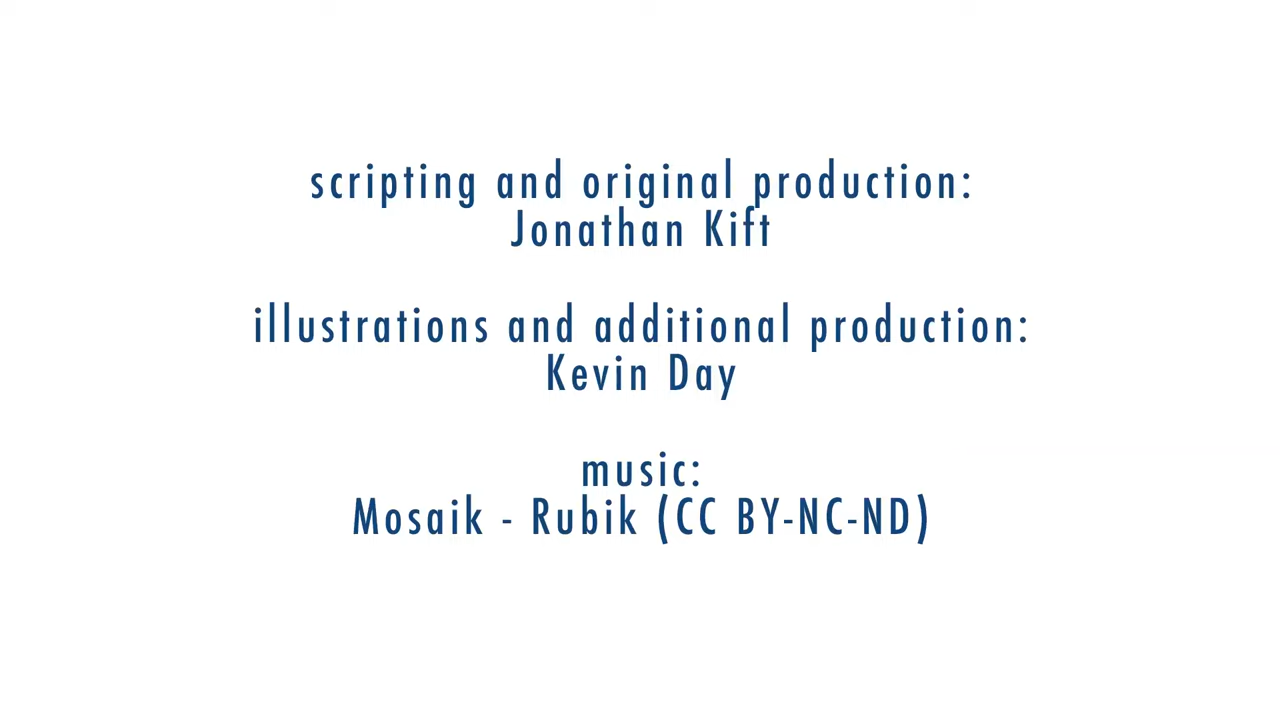 scripting and original production:
Jonathan Kift
illustrations and additional production:
Kevin Day
music:
Mosaik - Rubik (CC BY-NC-ND)